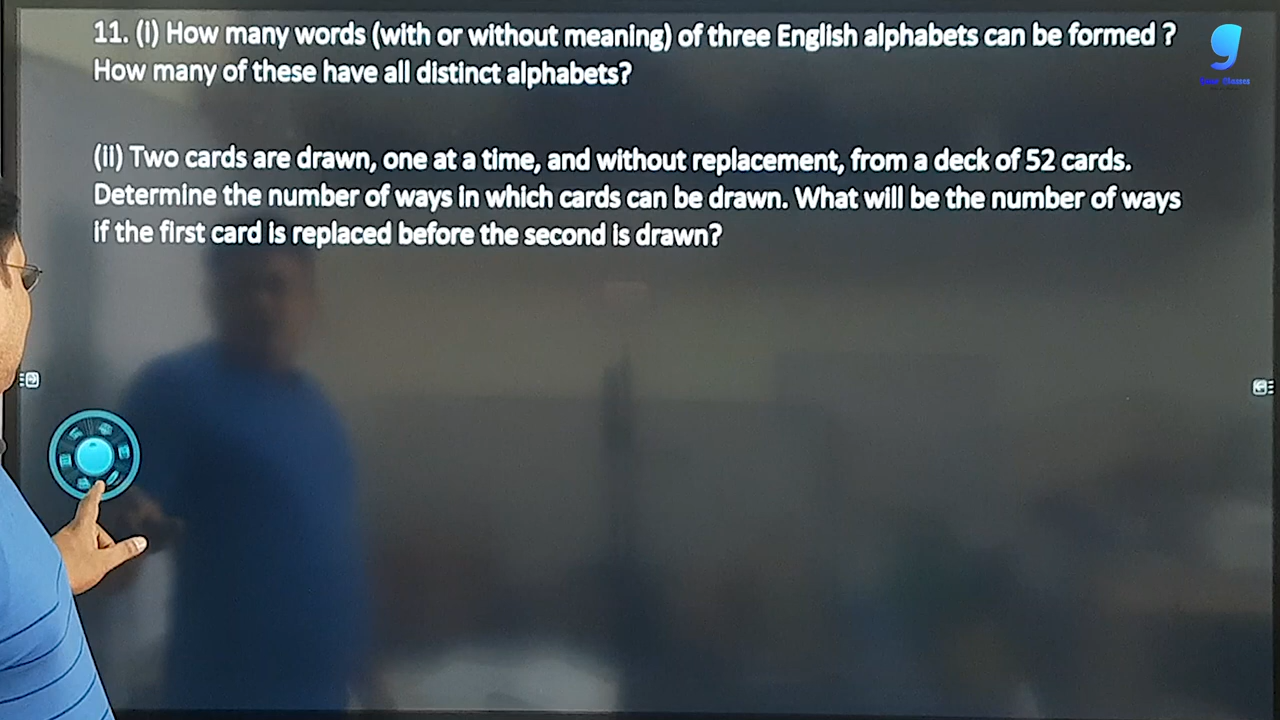 11. (i) How many words (with or without meaning) of three English alphabets can be formed ?
How many of these have all distinct alphabets?
(ii) Two cards are drawn, one at a time, and without replacement, from a deck of 52 cards.
Determine the number of ways in which cards can be drawn. What will be the number of ways
if the first card is replaced before the second is drawn?